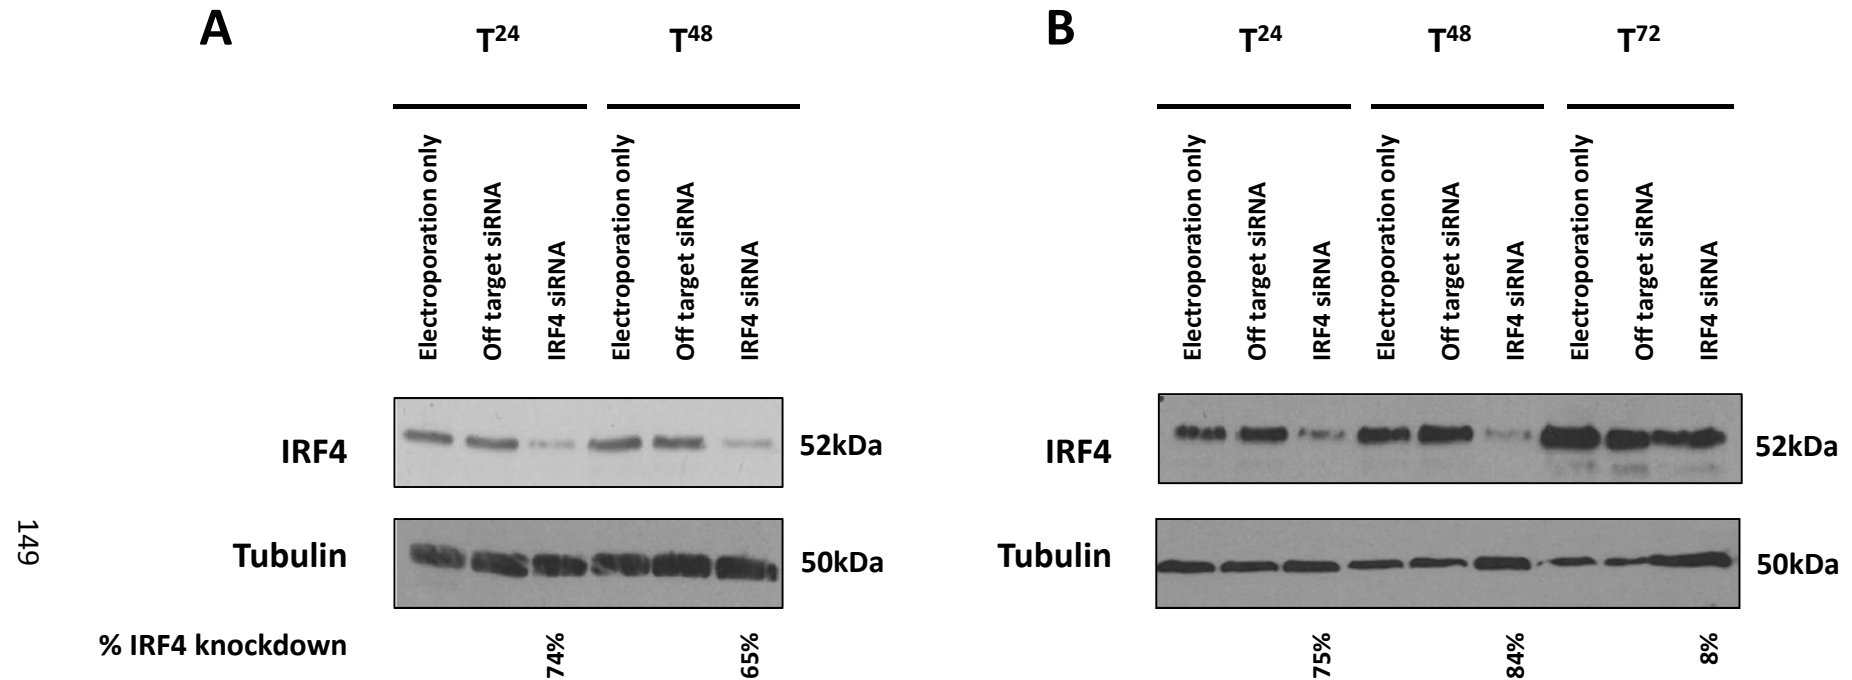 A
T24
T48
Electroporation only
Off target siRNA
IRF4 siRNA
Electroporation only
Off target siRNA
IRF4 siRNA
IRF4
52kDa
Tubulin
50kDa
% IRF4 knockdown
74%
65%
B
T24
T48
T72
Electroporation only
Off target siRNA
IRF4 siRNA
Electroporation only
Off target siRNA
IRF4 siRNA
Electroporation only
Off target siRNA
IRF4 siRNA
IRF4
52kDa
Tubulin
50kDa
75%
84%
8%
149